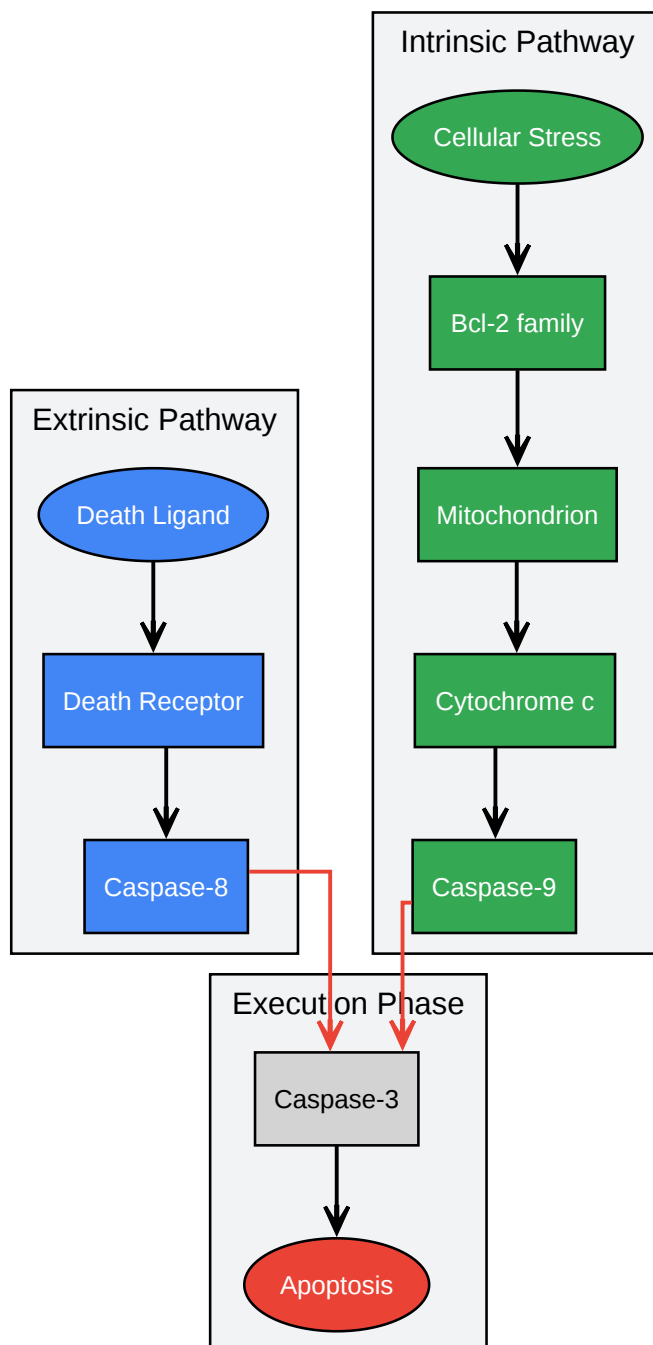 Intrinsic Pathway
Cellular Stress
Bcl-2 family
Mitochondrion
Cytochrome c
Caspase-9
Extrinsic Pathway
Death Ligand
Death Receptor
Caspase-8
Execution Phase
Caspase-3
Apoptosis